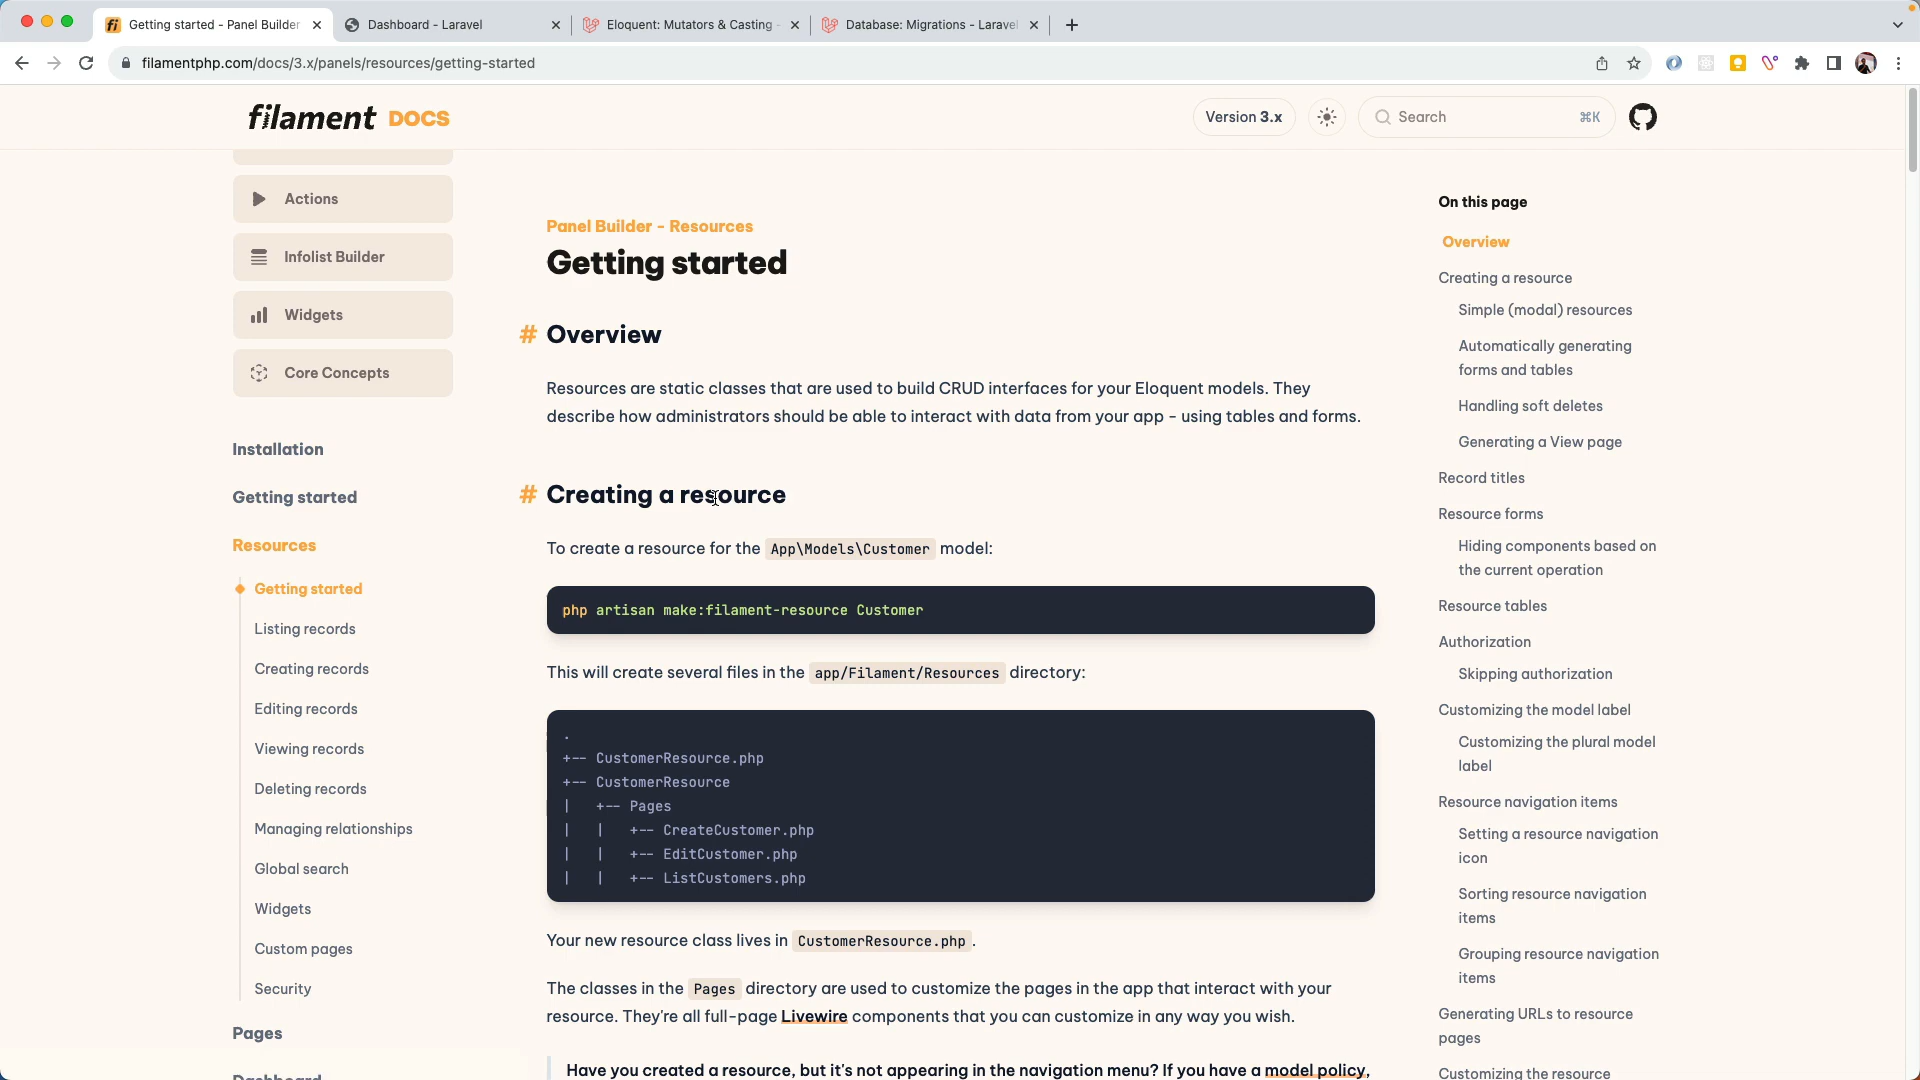 Getting started - Panel Builder
Dashboard - Laravel
Eloquent: Mutators & Casting -
Database: Migrations - Laravel
filamentphp.com/docs/3.x/panels/resources/getting-started
filament DOCS
Version 3.x
Search
⌘K
Actions
Infolist Builder
Widgets
Core Concepts
Installation
Getting started
Resources
Getting started
Listing records
Creating records
Editing records
Viewing records
Deleting records
Managing relationships
Global search
Widgets
Custom pages
Security
Pages
Dashboard
Panel Builder - Resources
Getting started
# Overview
Resources are static classes that are used to build CRUD interfaces for your Eloquent models. They
describe how administrators should be able to interact with data from your app - using tables and forms.
# Creating a resource
To create a resource for the App\Models\Customer model:
php artisan make:filament-resource Customer
This will create several files in the app/Filament/Resources directory:
.
+-- CustomerResource.php
+-- CustomerResource
|   +-- Pages
|   |   +-- CreateCustomer.php
|   |   +-- EditCustomer.php
|   |   +-- ListCustomers.php
Your new resource class lives in CustomerResource.php .
The classes in the Pages directory are used to customize the pages in the app that interact with your
resource. They're all full-page Livewire components that you can customize in any way you wish.
Have you created a resource, but it's not appearing in the navigation menu? If you have a model policy,
On this page
Overview
Creating a resource
Simple (modal) resources
Automatically generating
forms and tables
Handling soft deletes
Generating a View page
Record titles
Resource forms
Hiding components based on
the current operation
Resource tables
Authorization
Skipping authorization
Customizing the model label
Customizing the plural model
label
Resource navigation items
Setting a resource navigation
icon
Sorting resource navigation
items
Grouping resource navigation
items
Generating URLs to resource
pages
Customizing the resource